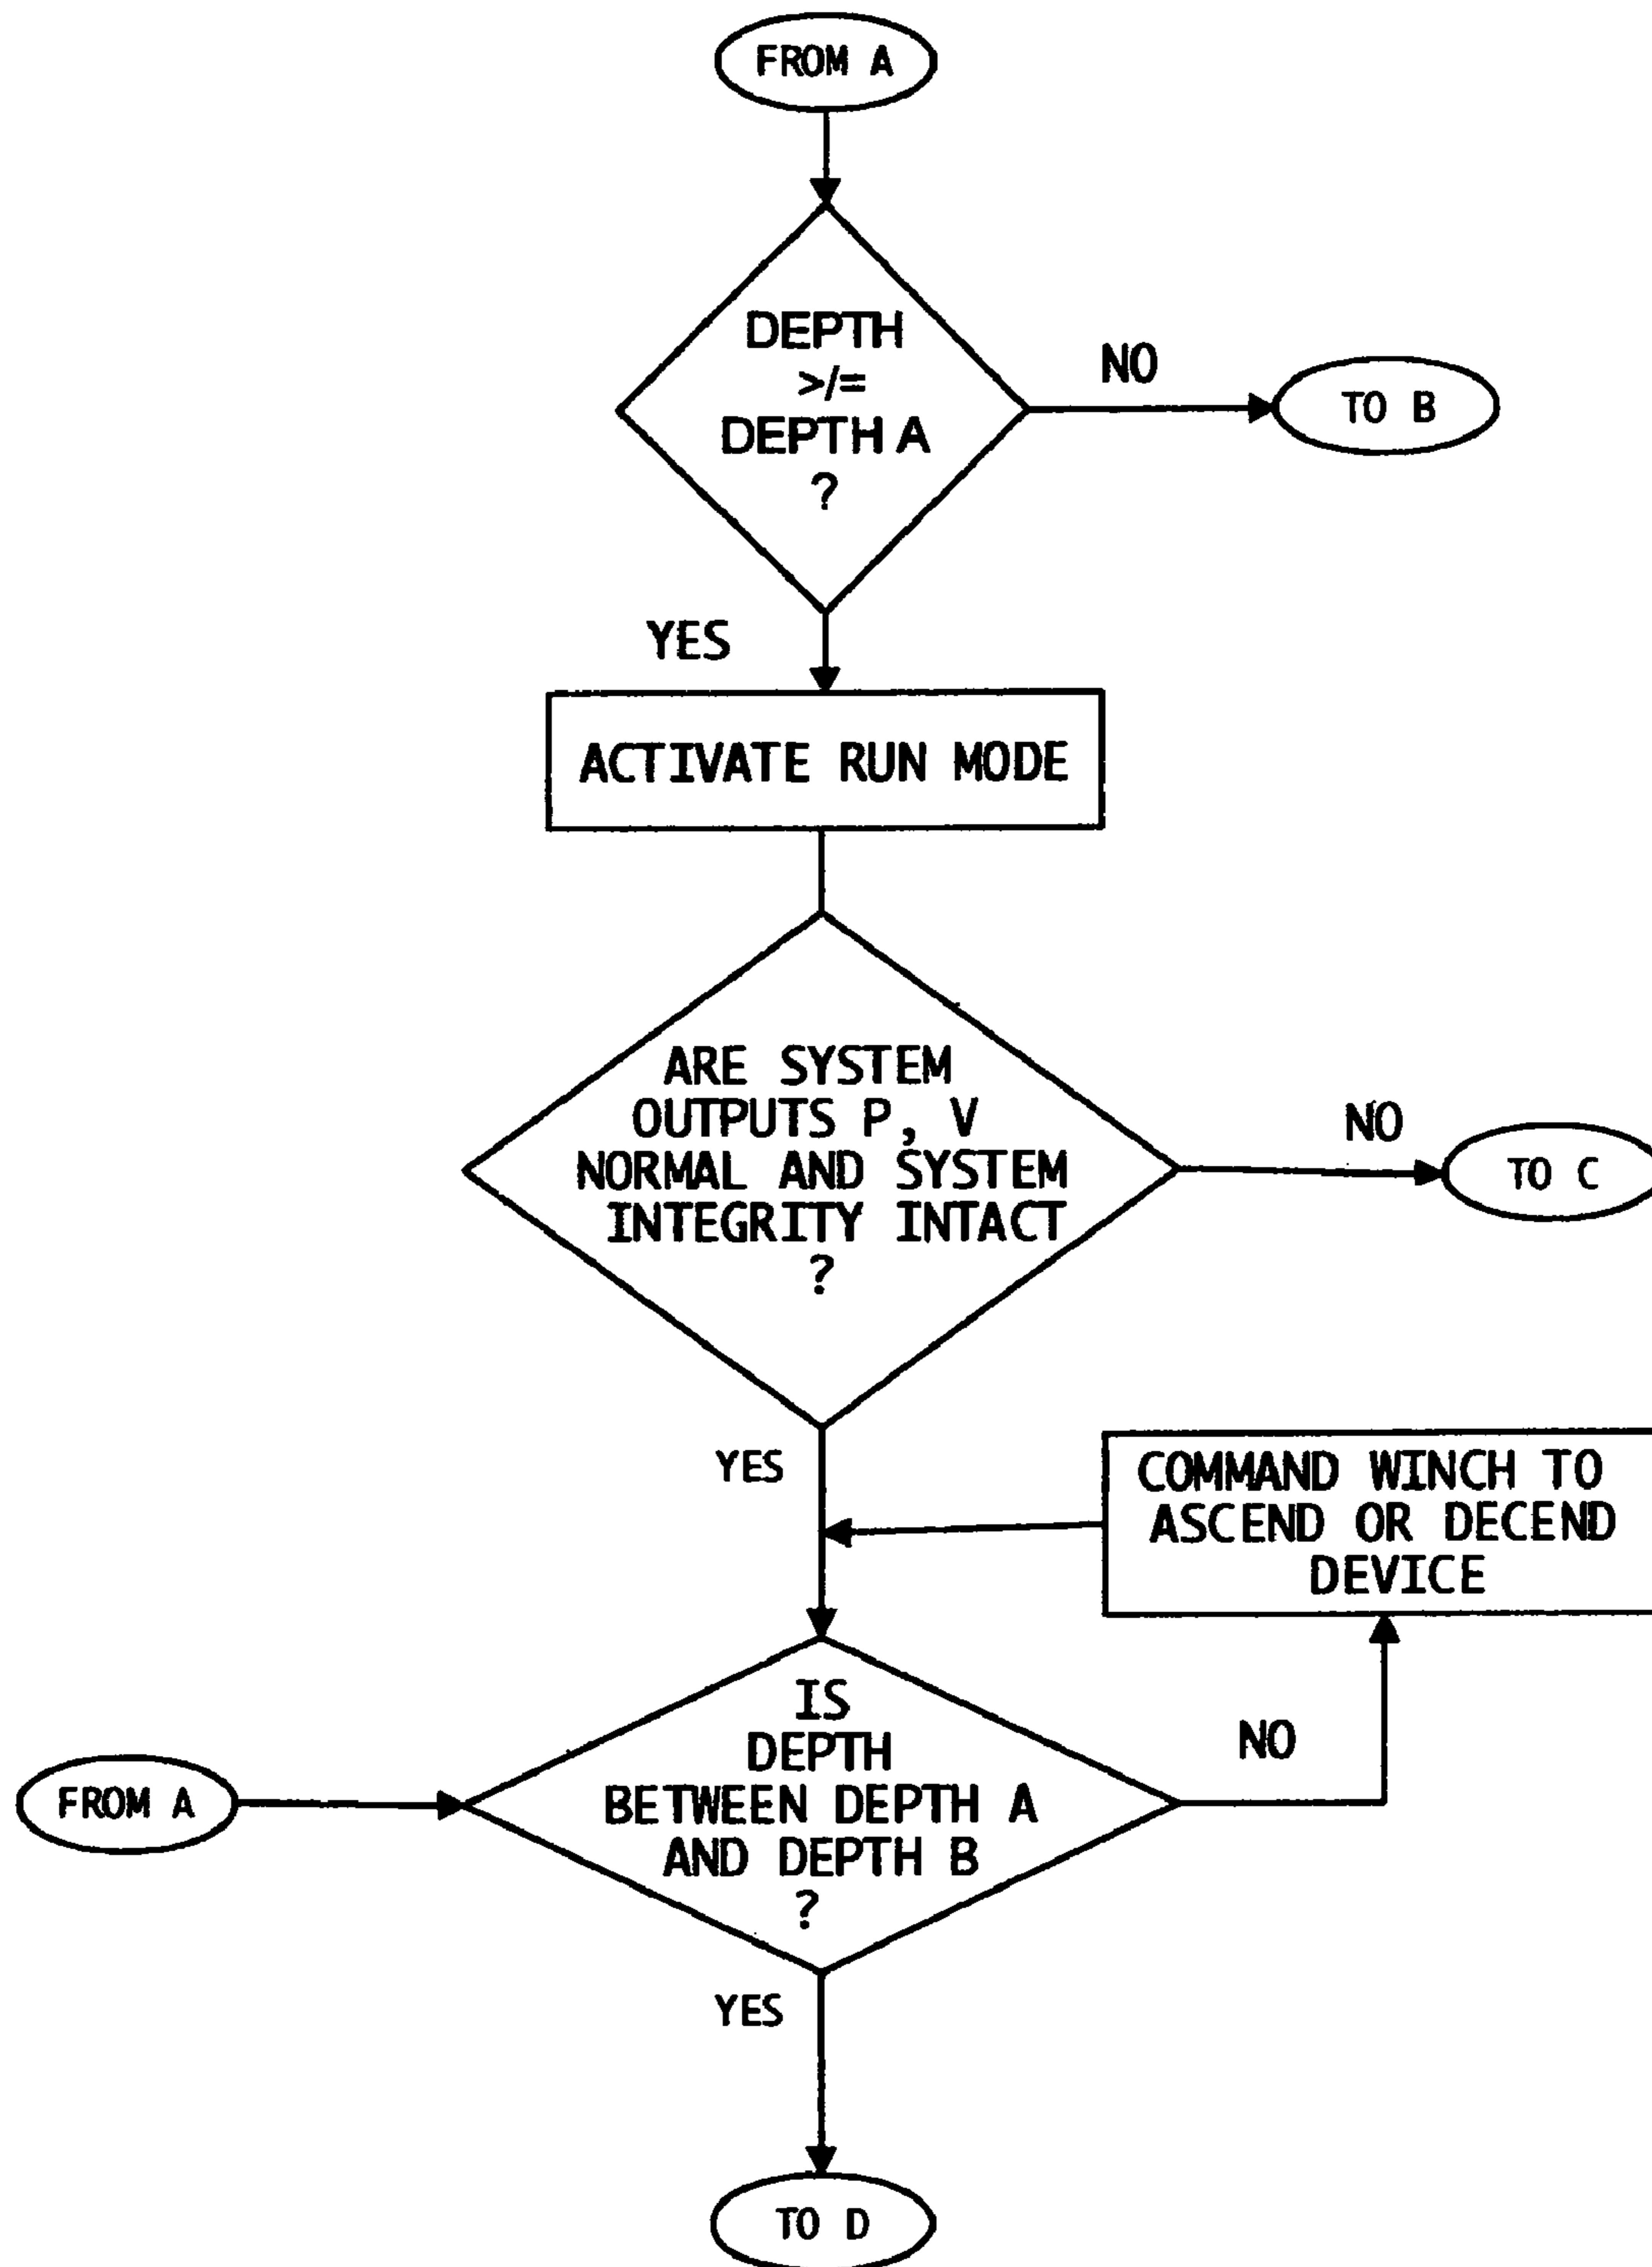 FROM A
DEPTH
>/=
DEPTH A
?
NO
TO B
YES
ACTIVATE RUN MODE
ARE SYSTEM
OUTPUTS P, V
NORMAL AND SYSTEM
INTEGRITY INTACT
?
NO
TO C
YES
COMMAND WINCH TO
ASCEND OR DECEND
DEVICE
IS
DEPTH
BETWEEN DEPTH A
AND DEPTH B
?
NO
FROM A
YES
TO D